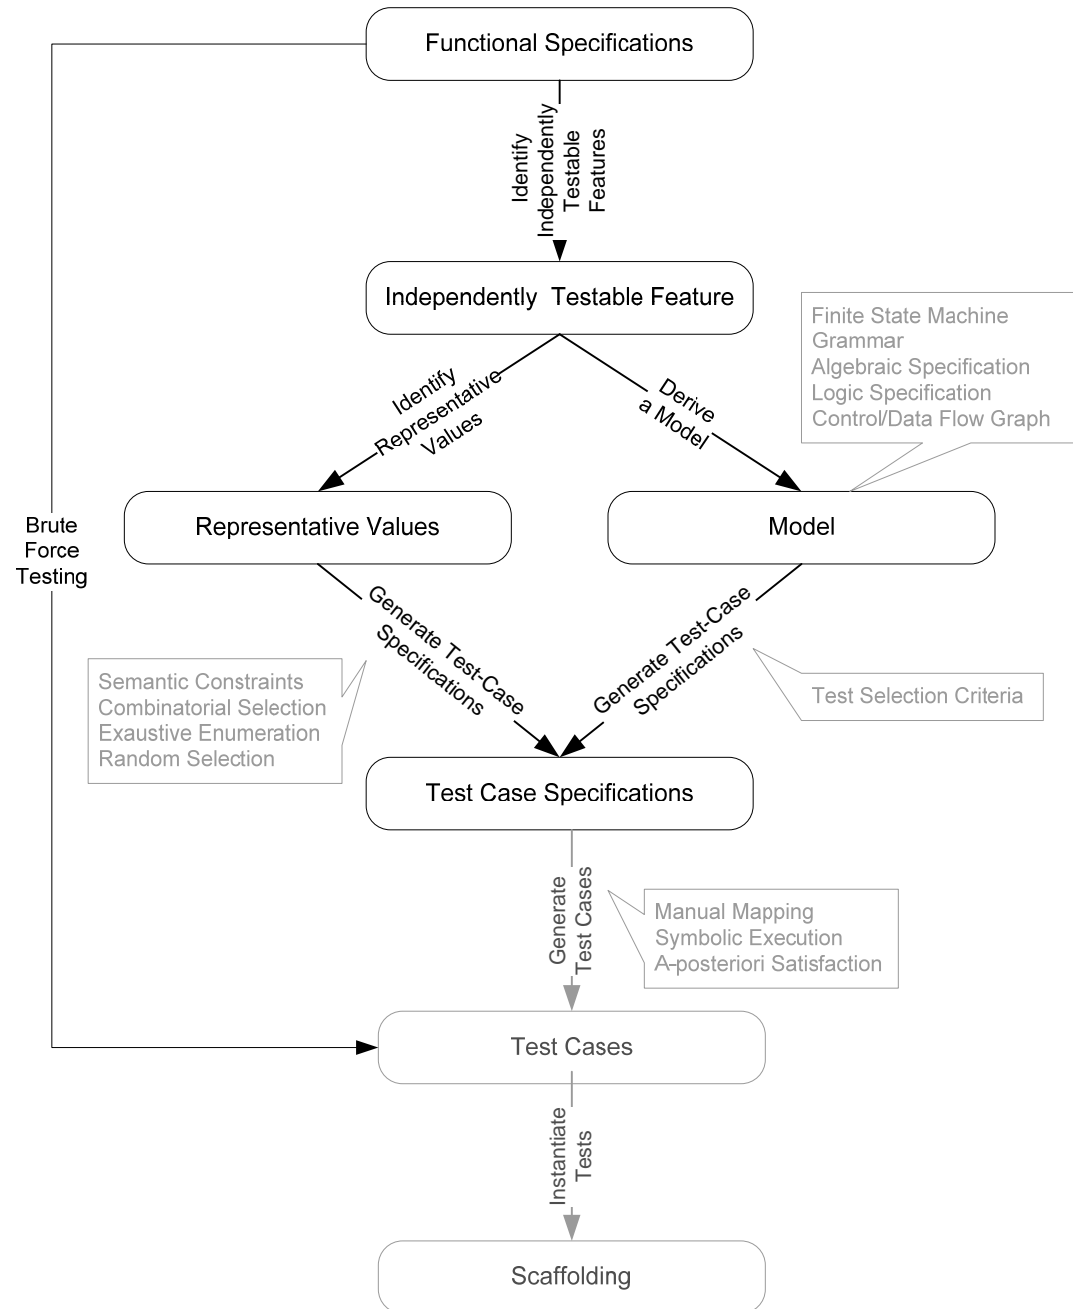 Functional Specifications
Identify
Independently
Testable
Features
Independently Testable Feature
Finite State Machine
Grammar
Algebraic Specification
Logic Specification
Control/Data Flow Graph
Identify
Representative
Values
Derive
a Model
Representative Values
Model
Brute
Force
Testing
Generate Test-Case
Specifications
Generate Test-Case
Specifications
Semantic Constraints
Combinatorial Selection
Exaustive Enumeration
Random Selection
Test Selection Criteria
Test Case Specifications
Generate
Test Cases
Manual Mapping
Symbolic Execution
A-posteriori Satisfaction
Test Cases
Instantiate
Tests
Scaffolding